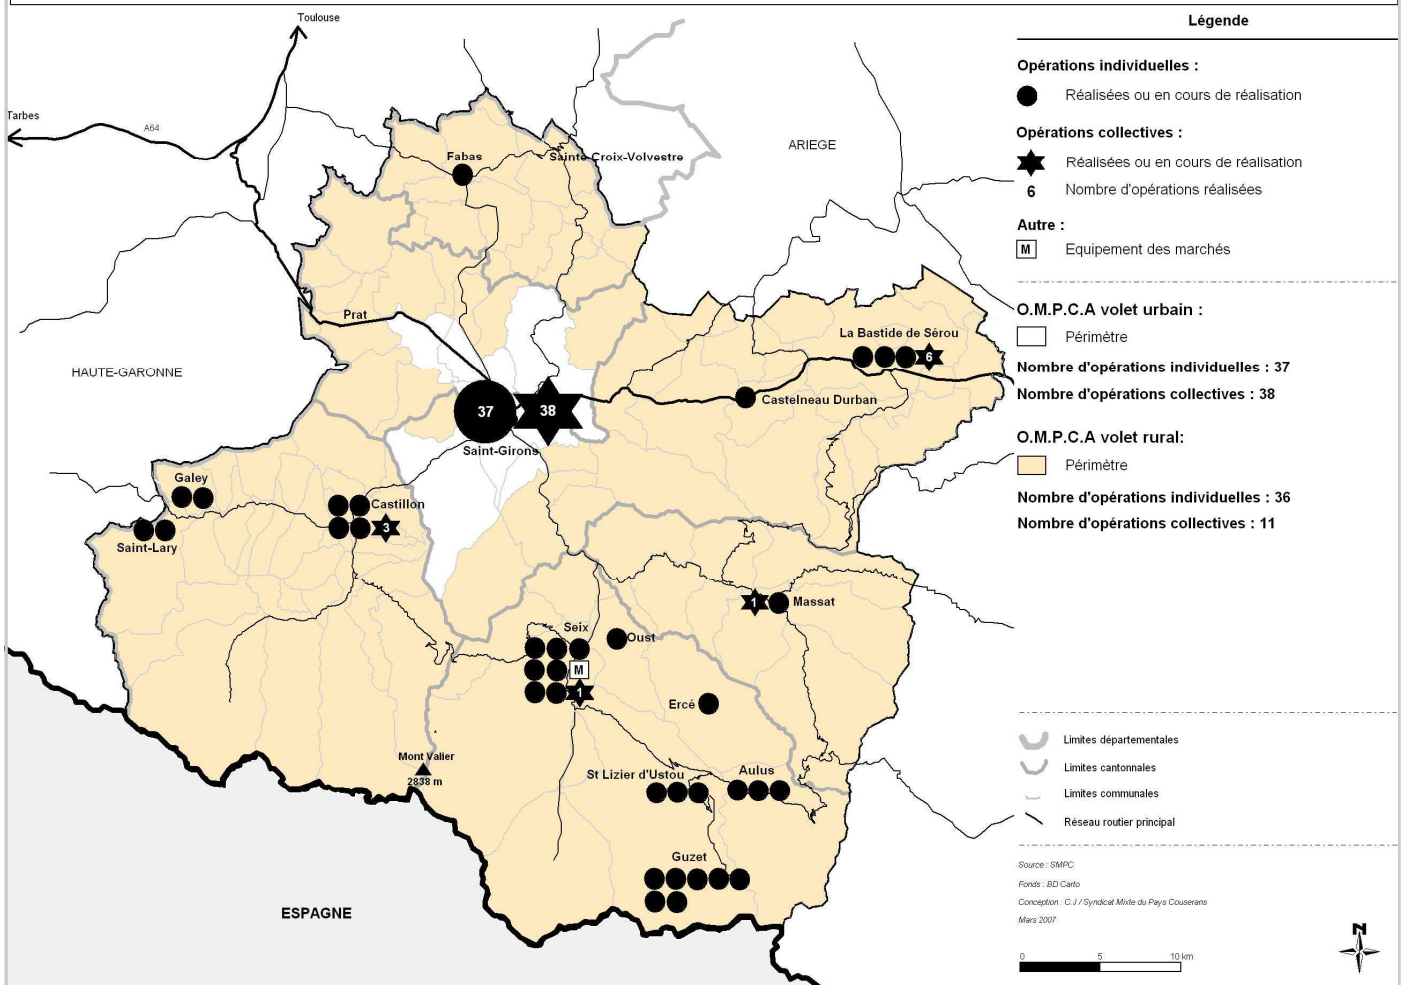 Toulouse
Tarbes
A64
Fabas
Sainte Croix-Volvestre
ARIEGE
Prat
HAUTE-GARONNE
La Bastide de Sérou
6
Castelneau Durban
37
38
Saint-Girons
Galey
Castillon
3
Saint-Lary
1
Massat
Seix
Oust
M
1
Ercé
Mont Valier
2838 m
St Lizier d'Ustou
Aulus
Guzet
ESPAGNE
Légende
Opérations individuelles :
Réalisées ou en cours de réalisation
Opérations collectives :
Réalisées ou en cours de réalisation
6 Nombre d'opérations réalisées
Autre :
M Equipement des marchés
O.M.P.C.A volet urbain :
Périmètre
Nombre d'opérations individuelles : 37
Nombre d'opérations collectives : 38
O.M.P.C.A volet rural:
Périmètre
Nombre d'opérations individuelles : 36
Nombre d'opérations collectives : 11
Limites départementales
Limites cantonnales
Limites communales
Réseau routier principal
Source : SMPC
Fonds : BD Carto
Conception : C.J / Syndicat Mixte du Pays Couserans
Mars 2007
N
0 5 10 km